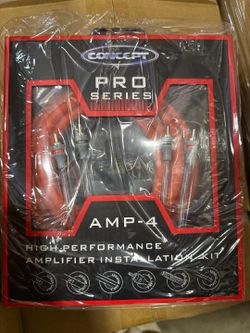 CONCEPT
PRO
SERIES
AMP-4
HIGH PERFORMANCE
AMPLIFIER INSTALLATION KIT